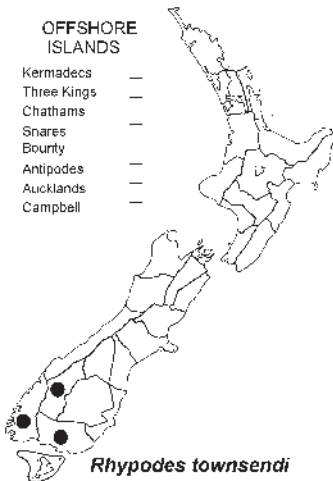 OFFSHORE
ISLANDS
Kermadecs —
Three Kings —
Chathams —
Snares —
Bounty
Antipodes —
Aucklands —
Campbell —
Rhypodes townsendi